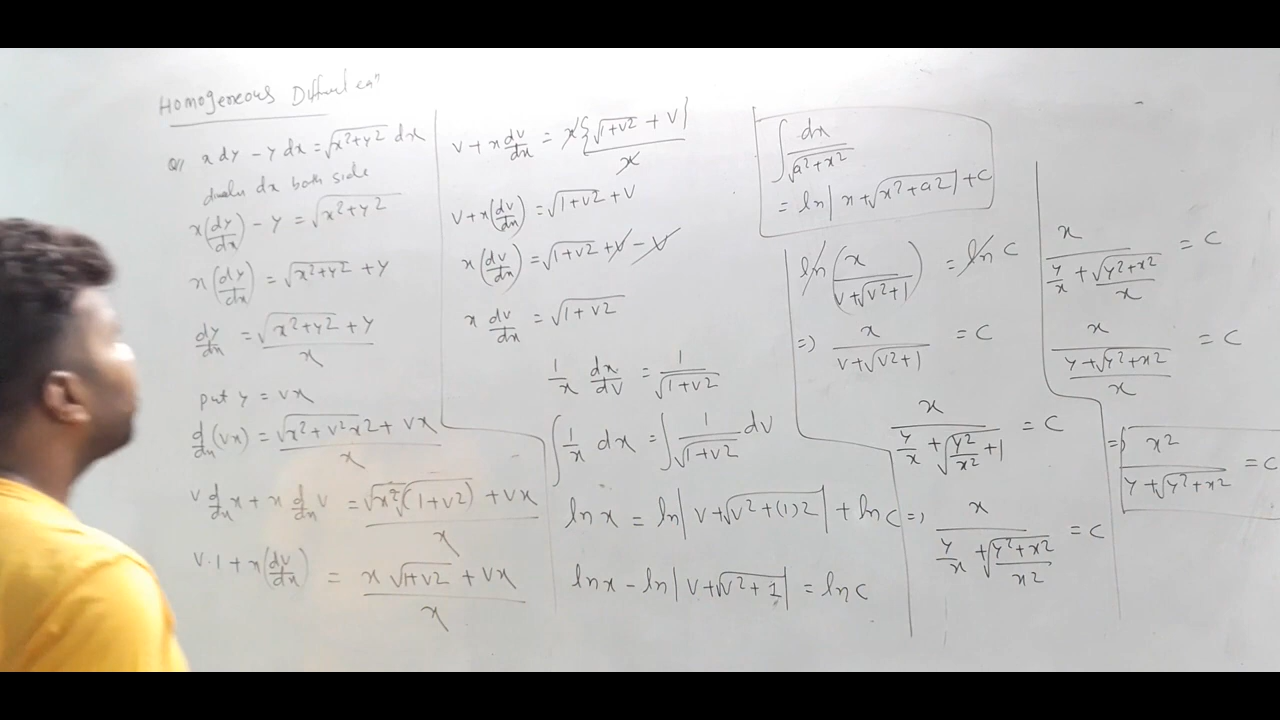 Homogeneous Differential eqⁿ
Q1 x dy - y dx = √(x²+y²) dx
divide dx both side
x(dy/dx) - y = √(x²+y²)
x(dy/dx) = √(x²+y²) + y
dy/dx = (√(x²+y²) + y)/x
put y = vx
d/dx (vx) = (√(x²+v²x²) + vx)/x
v d/dx x + x d/dx v = (√(x²(1+v²)) + vx)/x
v·1 + x(dv/dx) = (x√(1+v²) + vx)/x
v + x dv/dx = x{√(1+v²) + v}/x
v + x(dv/dx) = √(1+v²) + v
x(dv/dx) = √(1+v²) + v - v
x dv/dx = √(1+v²)
1/x dx/dv = 1/√(1+v²)
∫ 1/x dx = ∫ 1/√(1+v²) dv
ln x = ln|v+√(v²+(1)²)| + ln c
ln x - ln|v+√(v²+1)| = ln c
∫ dx/√(a²+x²)
= ln|x+√(x²+a²)| + c
ln(x/(v+√(v²+1))) = ln c
=> x/(v+√(v²+1)) = c
x/(y/x + √(y²/x²+1)) = c
=> x/(y/x + √((y²+x²)/x²)) = c
x/(y/x + √(y²+x²)/x) = c
x/((y+√(y²+x²))/x) = c
=> x²/(y+√(y²+x²)) = c